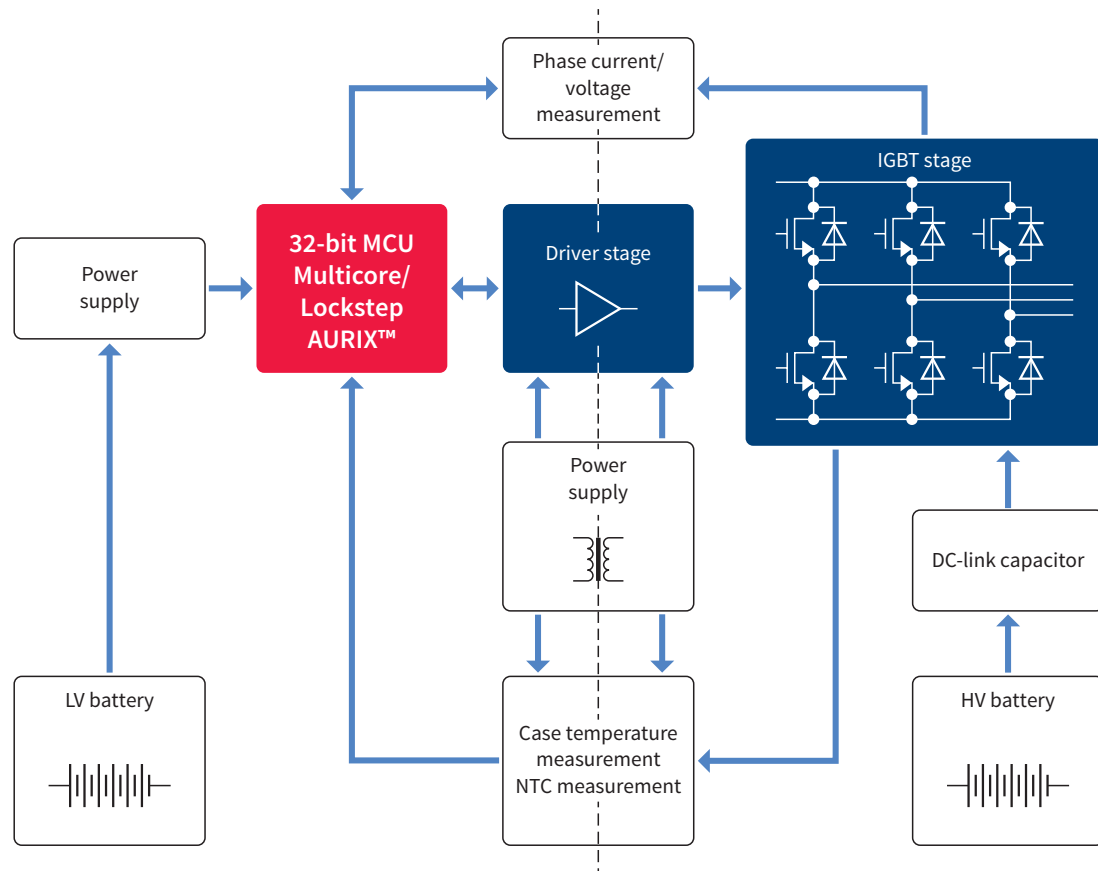 Phase current/
voltage
measurement
IGBT stage
32-bit MCU
Multicore/
Lockstep
AURIX™
Driver stage
Power
supply
Power
supply
DC-link capacitor
LV battery
Case temperature
measurement
NTC measurement
HV battery